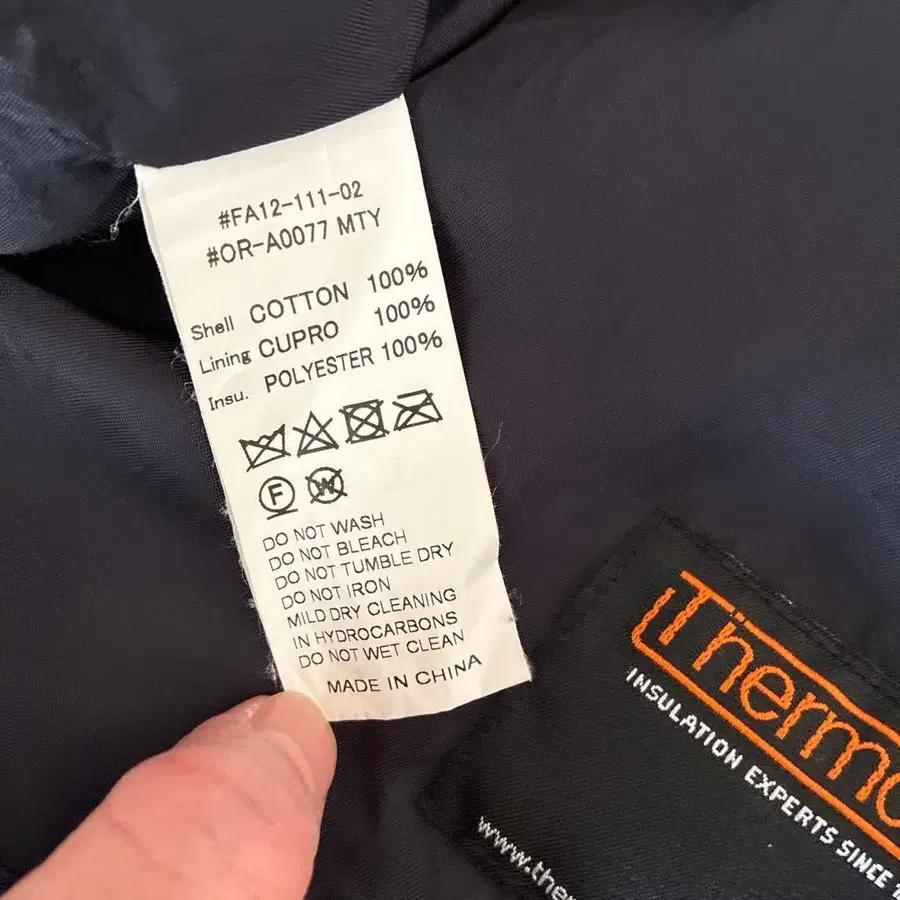 #FA12-111-02
#OR-A0077 MTY
Shell COTTON 100%
Lining CUPRO 100%
Insu. POLYESTER 100%
W
F W
DO NOT WASH
DO NOT BLEACH
DO NOT TUMBLE DRY
DO NOT IRON
MILD DRY CLEANING
IN HYDROCARBONS
DO NOT WET CLEAN
MADE IN CHINA
Thermo
INSULATION EXPERTS SINCE 1
www.the